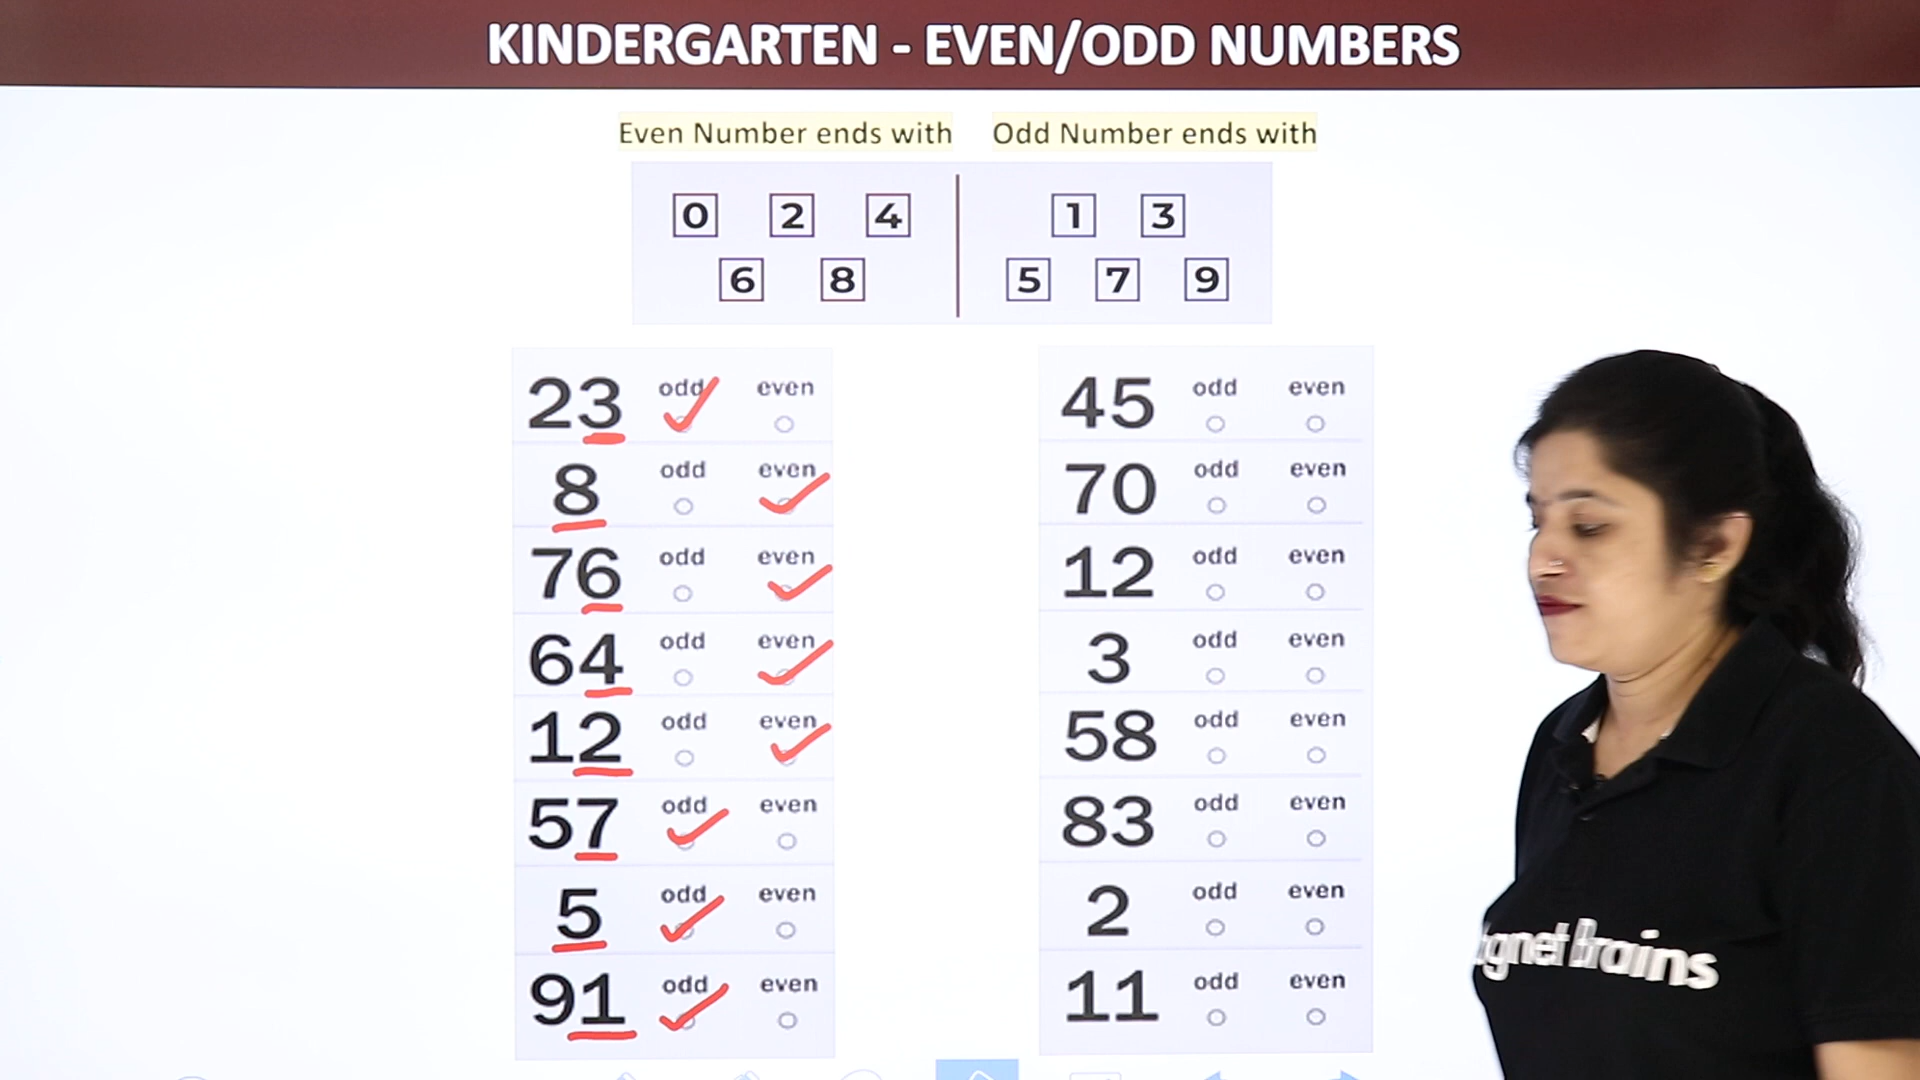 KINDERGARTEN - EVEN/ODD NUMBERS
Even Number ends with
0 2 4
6 8
Odd Number ends with
1 3
5 7 9
23 odd even
8 odd even
76 odd even
64 odd even
12 odd even
57 odd even
5 odd even
91 odd even
45 odd even
70 odd even
12 odd even
3 odd even
58 odd even
83 odd even
2 odd even
11 odd even
gnet Brains